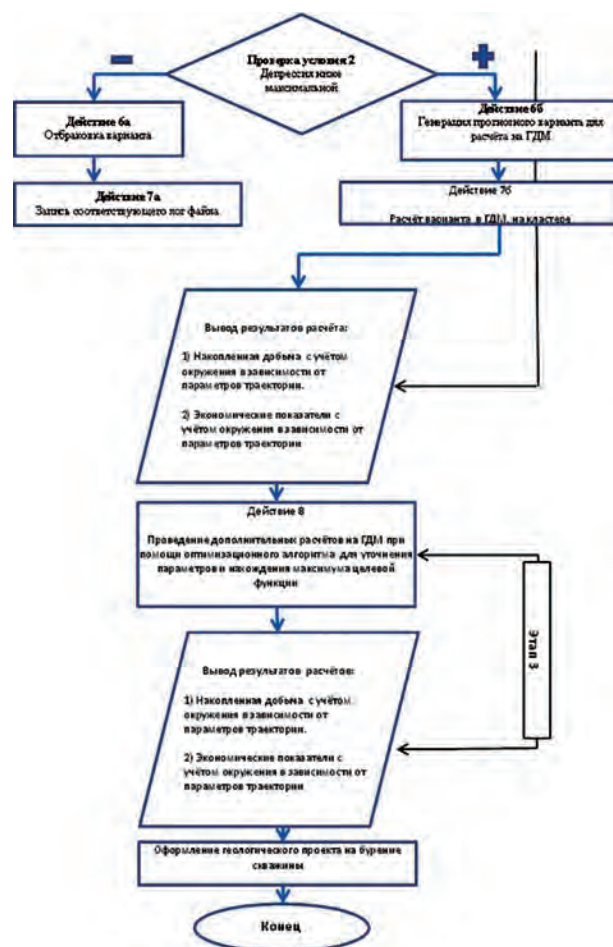 Проверка условия 2
Депрессия ниже
максимальной
Действие 6а
Отбраковка варианта
Действие 6б
Генерация прогнозного варианта для
расчёта на ГДМ
Действие 7а
Запись соответствующего лог файла
Действие 7б
Расчёт варианта в ГДМ, на кластере
Вывод результатов расчёта:
1) Накопленная добыча с учётом
окружения в зависимости от
параметров траектории.
2) Экономические показатели с
учётом окружения в зависимости от
параметров траектории
Действие 8
Проведение дополнительных расчётов на ГДМ при
помощи оптимизационного алгоритма для уточнения
параметров и нахождения максимума целевой
функции
Этап 3
Вывод результатов расчётов:
1) Накопленная добыча с учётом
окружения в зависимости от
параметров траектории.
2) Экономические показатели с
учётом окружения в зависимости от
параметров траектории
Оформление геологического проекта на бурение
скважины
Конец